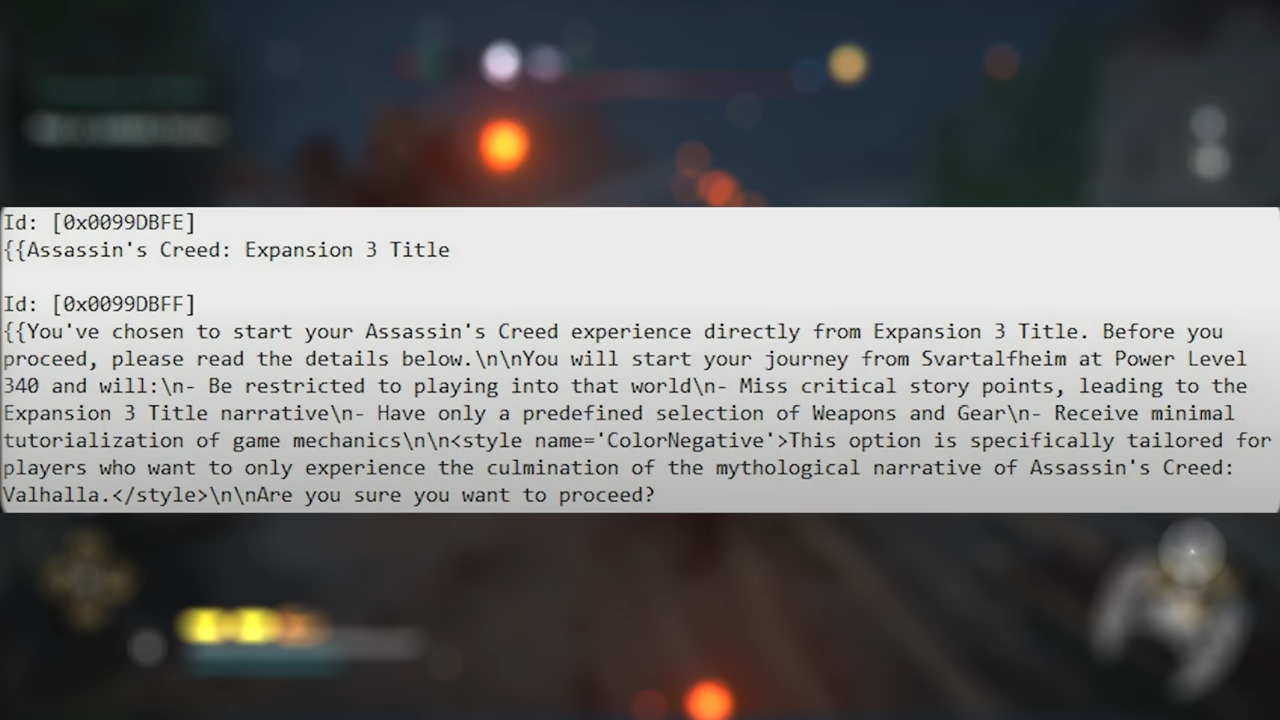 Id: [0x0099DBFE]
{{Assassin's Creed: Expansion 3 Title
Id: [0x0099DBFF]
{{You've chosen to start your Assassin's Creed experience directly from Expansion 3 Title. Before you
proceed, please read the details below.\n\nYou will start your journey from Svartalfheim at Power Level
340 and will:\n- Be restricted to playing into that world\n- Miss critical story points, leading to the
Expansion 3 Title narrative\n- Have only a predefined selection of Weapons and Gear\n- Receive minimal
tutorialization of game mechanics\n\n<style name='ColorNegative'>This option is specifically tailored for
players who want to only experience the culmination of the mythological narrative of Assassin's Creed:
Valhalla.</style>\n\nAre you sure you want to proceed?